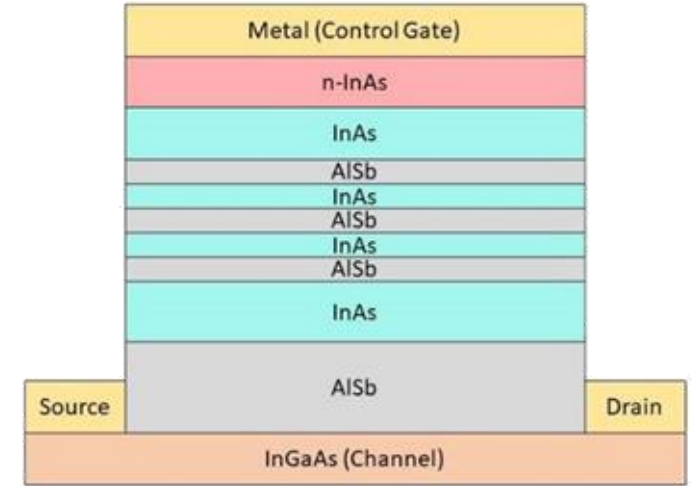 Metal (Control Gate)
n-InAs
InAs
AlSb
InAs
AlSb
InAs
AlSb
InAs
AlSb
Source
Drain
InGaAs (Channel)